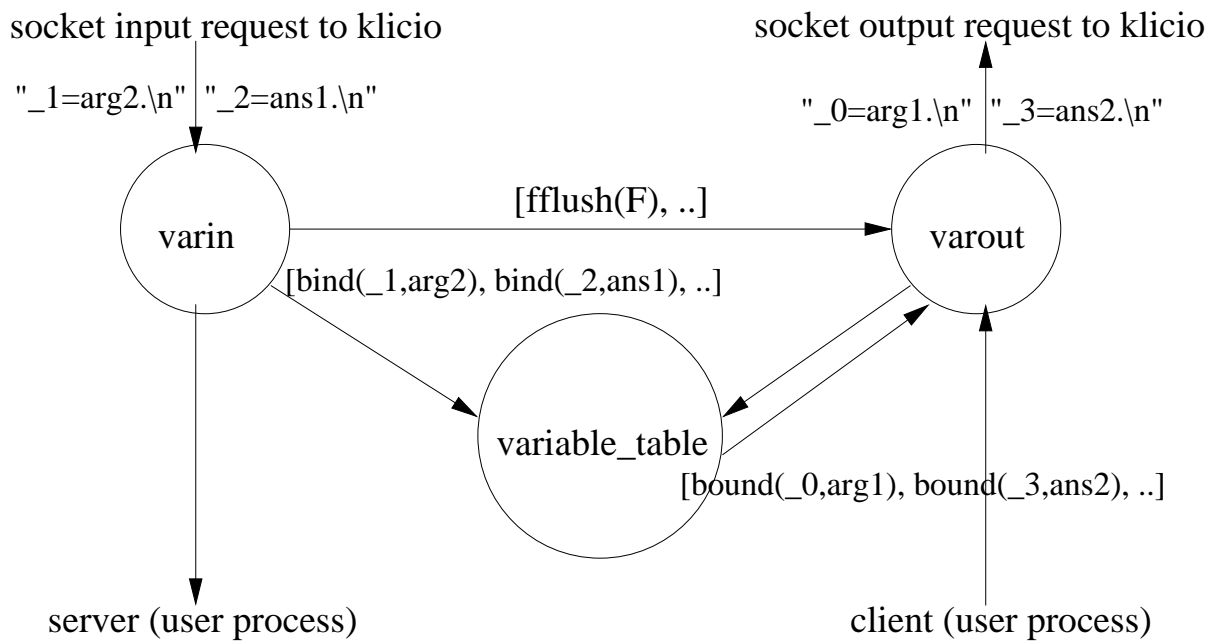 socket input request to klicio
socket output request to klicio
"_1=arg2.\n" "_2=ans1.\n"
"_0=arg1.\n" "_3=ans2.\n"
[fflush(F), ..]
varin
varout
[bind(_1,arg2), bind(_2,ans1), ..]
variable_table
[bound(_0,arg1), bound(_3,ans2), ..]
server (user process)
client (user process)